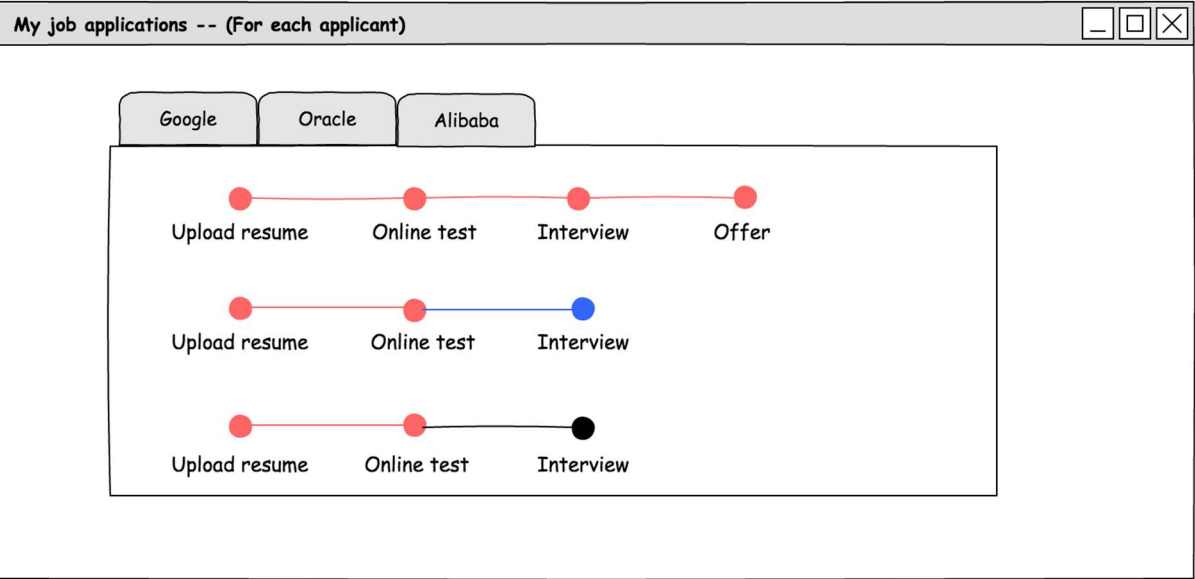 My job applications -- (For each applicant)
Google Oracle Alibaba
Upload resume Online test Interview Offer
Upload resume Online test Interview
Upload resume Online test Interview